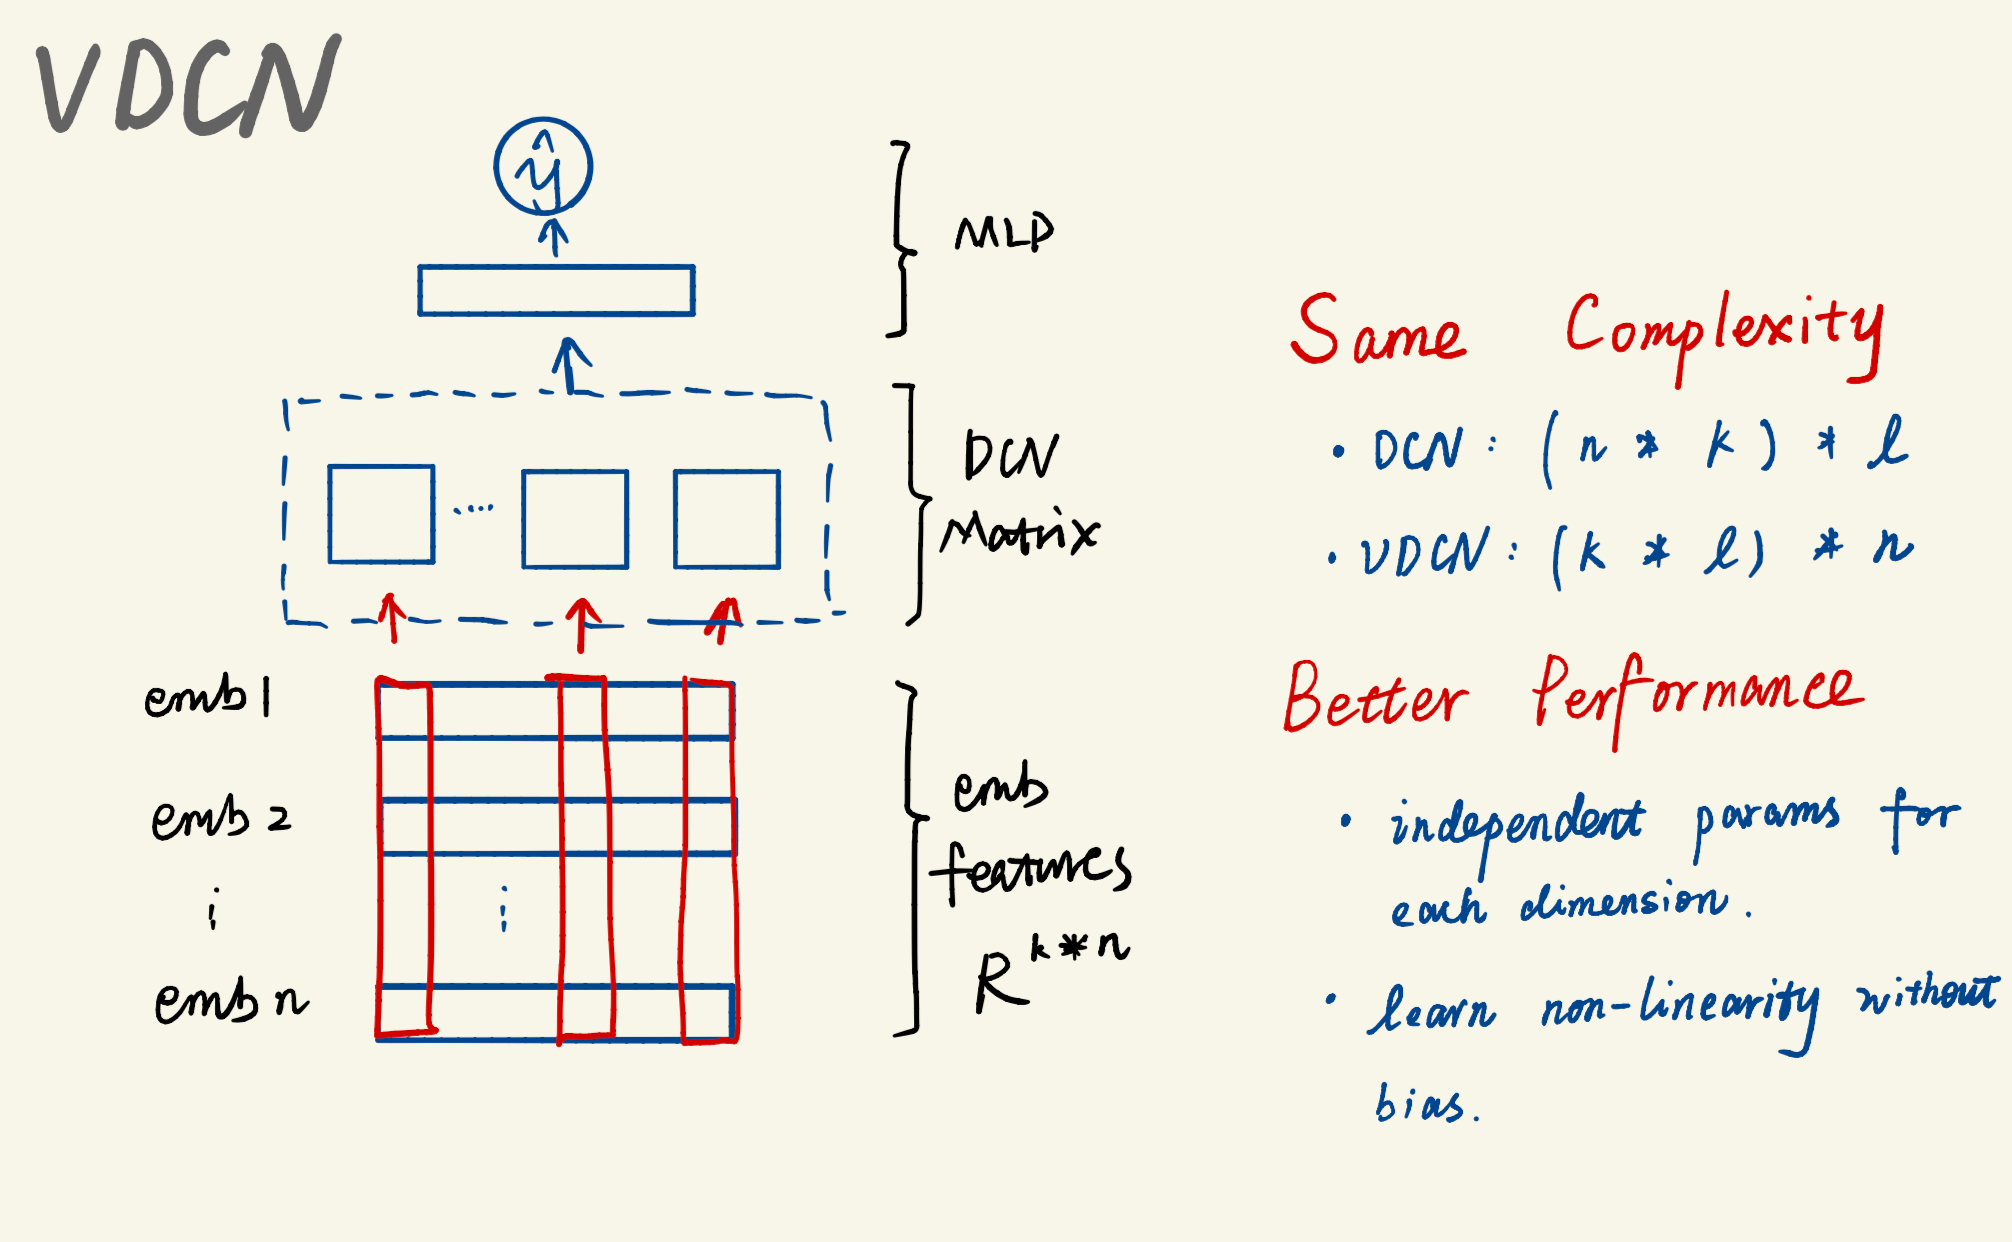 VDCN
ŷ
MLP
DCN
Matrix
emb 1
emb 2
⋮
emb n
emb
features
R^{k*n}
Same Complexity
• DCN: (n * k) * l
• VDCN: (k * l) * n
Better Performance
• independent params for
each dimension.
• learn non-linearity without
bias.